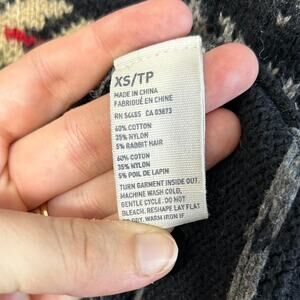 XS/TP
MADE IN CHINA
FABRIQUÉ EN CHINE
RN 54485 CA 03873
60% COTTON
35% NYLON
5% RABBIT HAIR
60% COTON
35% NYLON
5% POIL DE LAPIN
TURN GARMENT INSIDE OUT.
MACHINE WASH COLD,
GENTLE CYCLE. DO NOT
BLEACH. RESHAPE LAY FLAT
TO DRY. WARM IRON IF